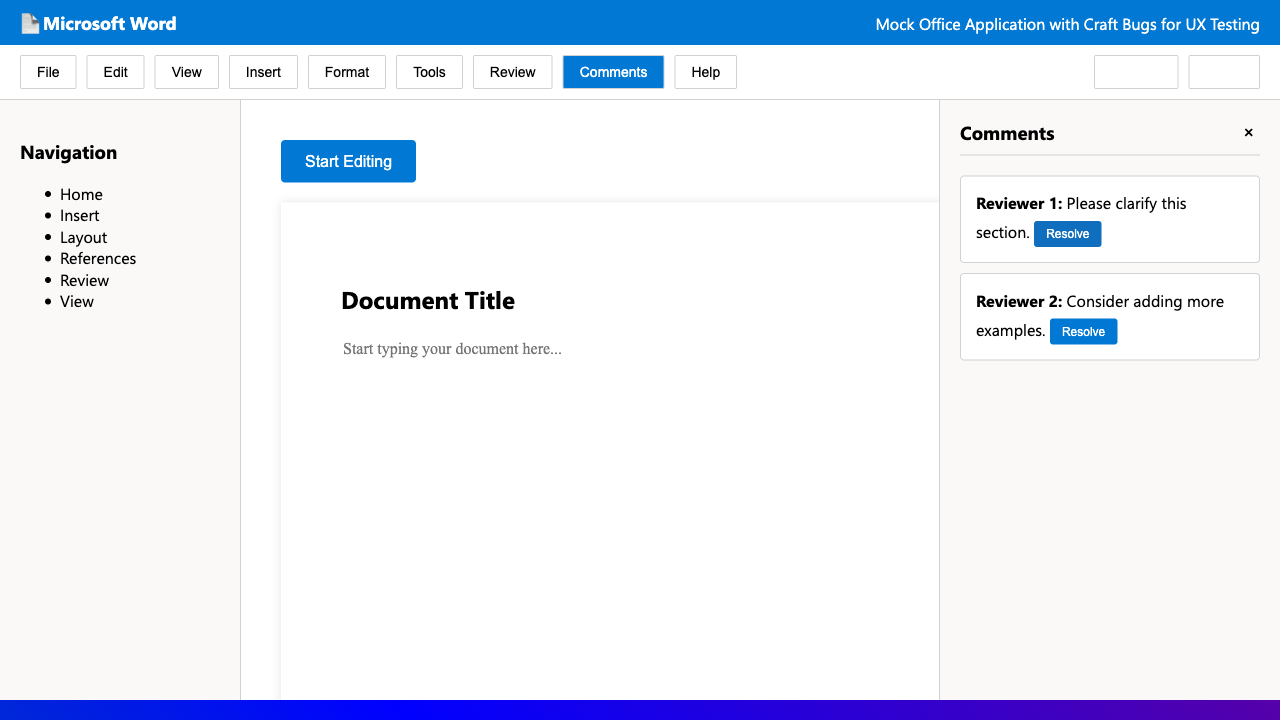 Microsoft Word
Mock Office Application with Craft Bugs for UX Testing
File Edit View Insert Format Tools Review Comments Help
Navigation
Home
Insert
Layout
References
Review
View
Start Editing
Document Title
Start typing your document here...
Comments ×
Reviewer 1: Please clarify this
section. Resolve
Reviewer 2: Consider adding more
examples. Resolve